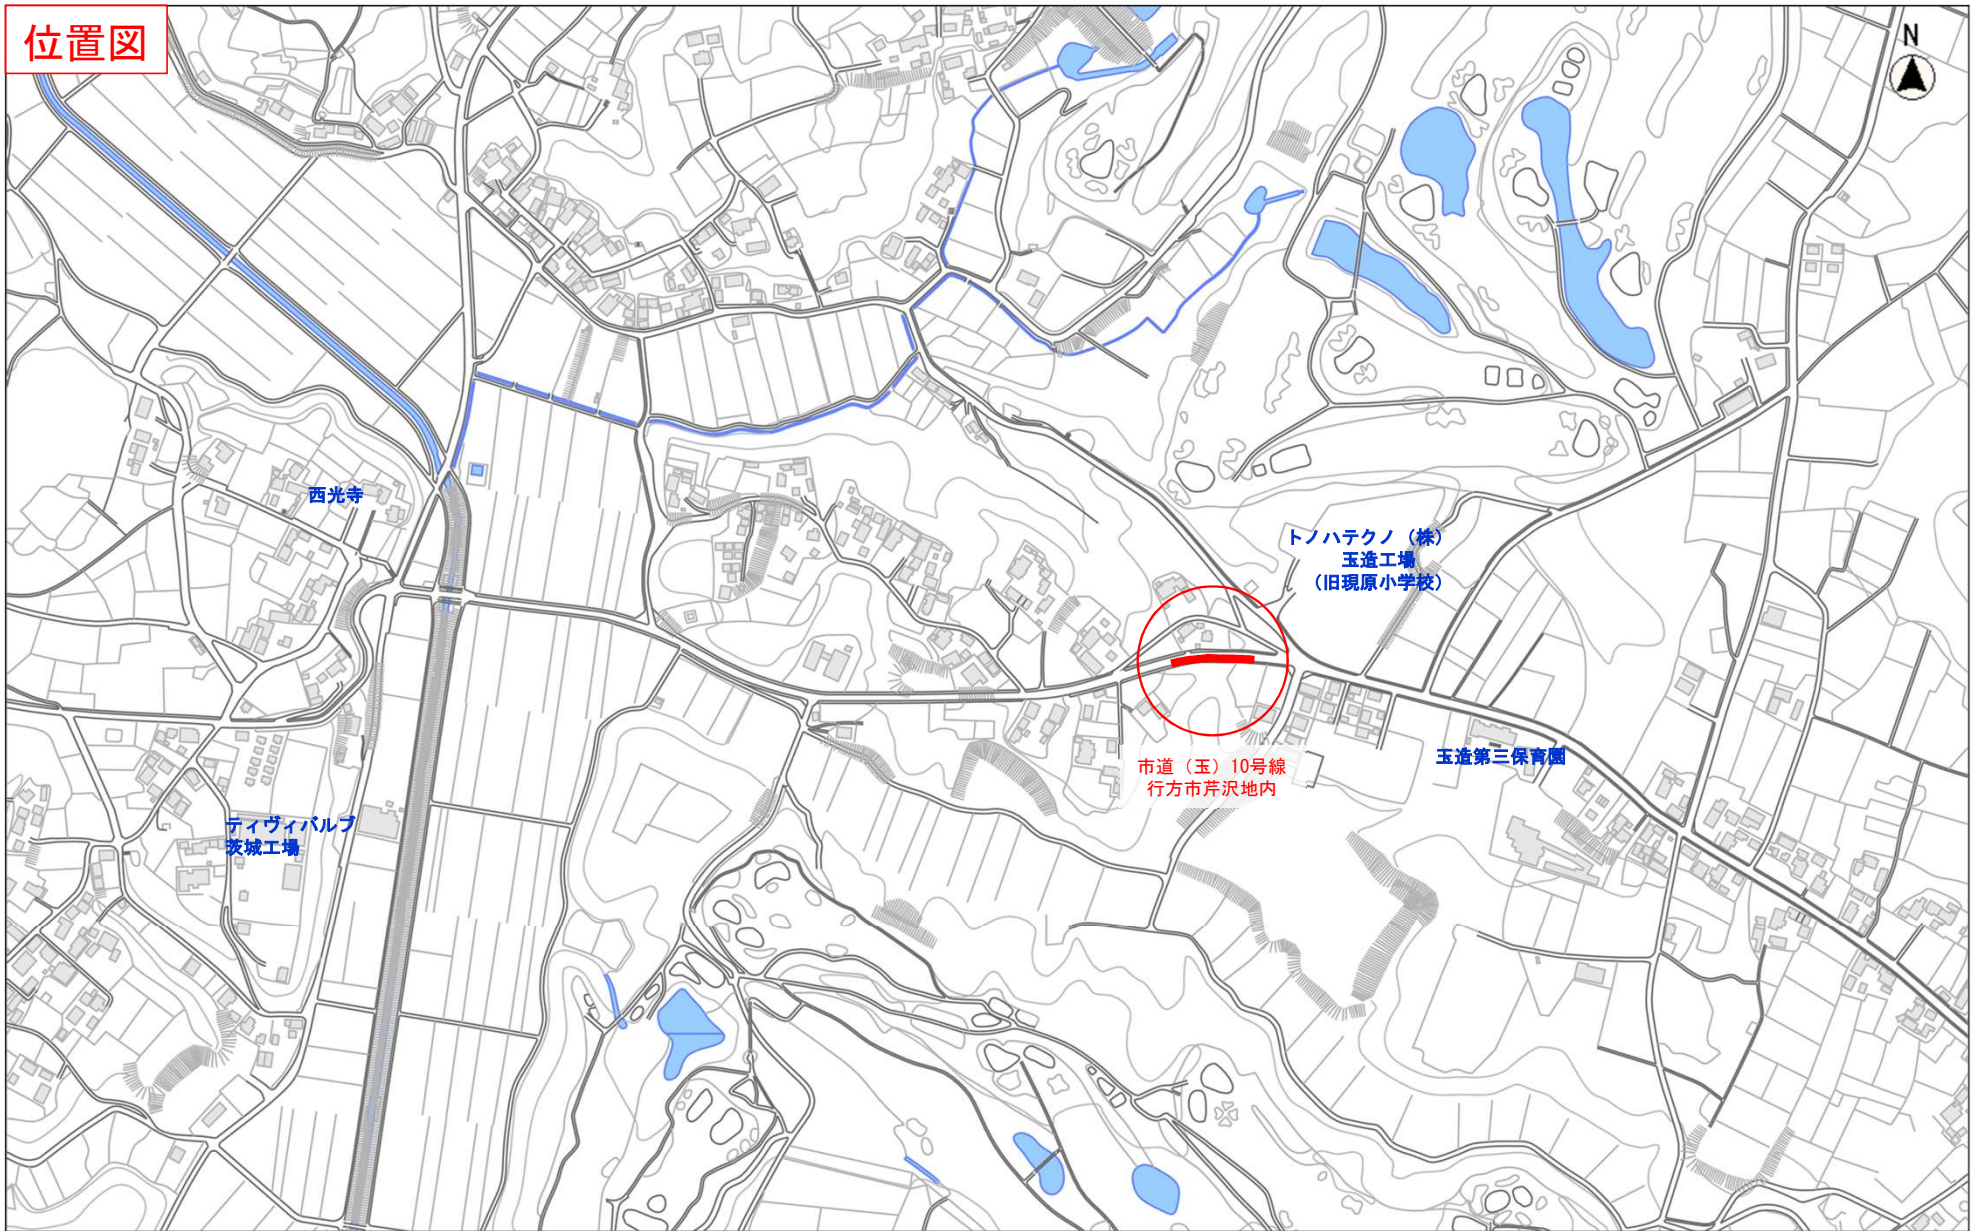 位置図
N
西光寺
トノハテクノ（株）
玉造工場
（旧現原小学校）
玉造第三保育園
市道（玉）10号線
行方市芹沢地内
ティヴィバルブ
茨城工場